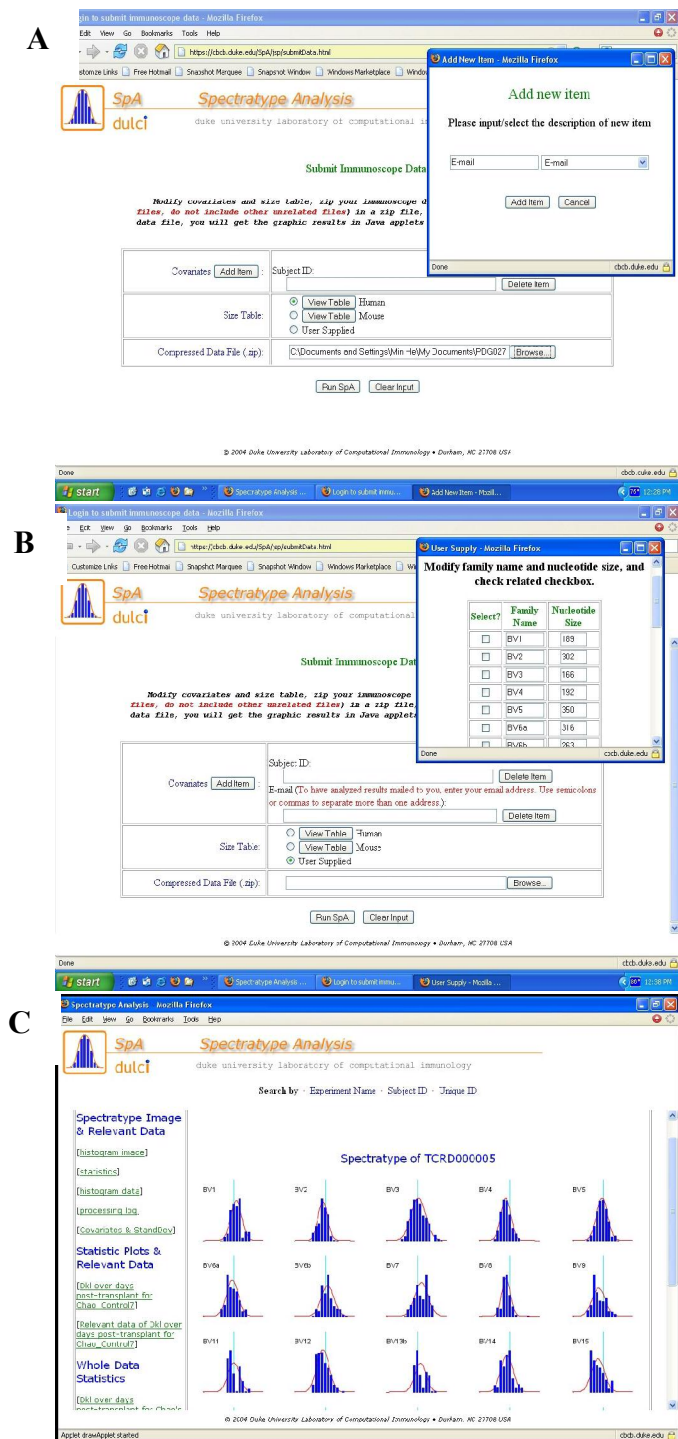 A
ogin to submit immunoscope data - Mozilla Firefox
Edit View Go Bookmarks Tools Help
https://cbcb.duke.edu/SpA/jsp/submitData.html
Customize Links Free Hotmail Snapshot Marquee Snapshot Window Windows Marketplace
SpA
dulci
Spectratype Analysis
duke university laboratory of computational
Submit Immunoscope Data
Modify covariates and size table, zip your immunoscope d
files, do not include other unrelated files) in a zip file,
data file, you will get the graphic results in Java applets
Covariates Add Item :
Subject ID:
Delete Item
Size Table:
View Table Human
View Table Mouse
User Supplied
Compressed Data File (.zip):
C:\Documents and Settings\Min He\My Documents\PDG027 Browse...
Run SpA Clear Input
© 2004 Duke University Laboratory of Computational Immunology • Durham, NC 27708 USA
Done
cbcb.duke.edu
Add New Item - Mozilla Firefox
Add new item
Please input/select the description of new item
E-mail E-mail
Add Item Cancel
Done
cbcb.duke.edu
start
Spectratype Analysis ...
Login to submit immu...
Add New Item - Mozil...
12:28 PM
B
Login to submit immunoscope data - Mozilla Firefox
Edit View Go Bookmarks Tools Help
https://cbcb.duke.edu/SpA/jsp/submitData.html
Customize Links Free Hotmail Snapshot Marquee Snapshot Window Windows Marketplace
SpA
dulci
Spectratype Analysis
duke university laboratory of computational
Submit Immunoscope Dat
Modify covariates and size table, zip your immunoscope
files, do not include other unrelated files) in a zip file,
data file, you will get the graphic results in Java applet
Covariates Add Item :
Subject ID:
Delete Item
E-mail (To have analyzed results mailed to you, enter your email address. Use semicolons
or commas to separate more than one address.):
Delete Item
Size Table:
View Table Human
View Table Mouse
User Supplied
Compressed Data File (.zip):
Browse...
Run SpA Clear Input
© 2004 Duke University Laboratory of Computational Immunology • Durham, NC 27708 USA
Done
cbcb.duke.edu
User Supply - Mozilla Firefox
Modify family name and nucleotide size, and
check related checkbox.
Select? Family Name Nucleotide Size
BV1 189
BV2 302
BV3 166
BV4 192
BV5 350
BV6a 316
BV6b 263
Done
cbcb.duke.edu
start
Spectratype Analysis ...
Login to submit immu...
User Supply - Mozilla ...
12:36 PM
C
Spectratype Analysis - Mozilla Firefox
File Edit View Go Bookmarks Tools Help
SpA
dulci
Spectratype Analysis
duke university laboratory of computational immunology
Search by · Experiment Name · Subject ID · Unique ID
Spectratype Image
& Relevant Data
[histogram image]
[statistics]
[histogram data]
[processing log]
[Covariates & StandDev]
Statistic Plots &
Relevant Data
[Dkl over days
post-transplant for
Chao_Control7]
[Relevant data of Dkl over
days post-transplant for
Chao_Control7]
Whole Data
Statistics
[Dkl over days
post-transplant for Chao's
Spectratype of TCRD000005
BV1 BV2 BV3 BV4 BV5
BV6a BV6b BV7 BV8 BV9
BV11 BV12 BV13b BV14 BV15
© 2004 Duke University Laboratory of Computational Immunology • Durham, NC 27708 USA
Applet drawApplet started
cbcb.duke.edu